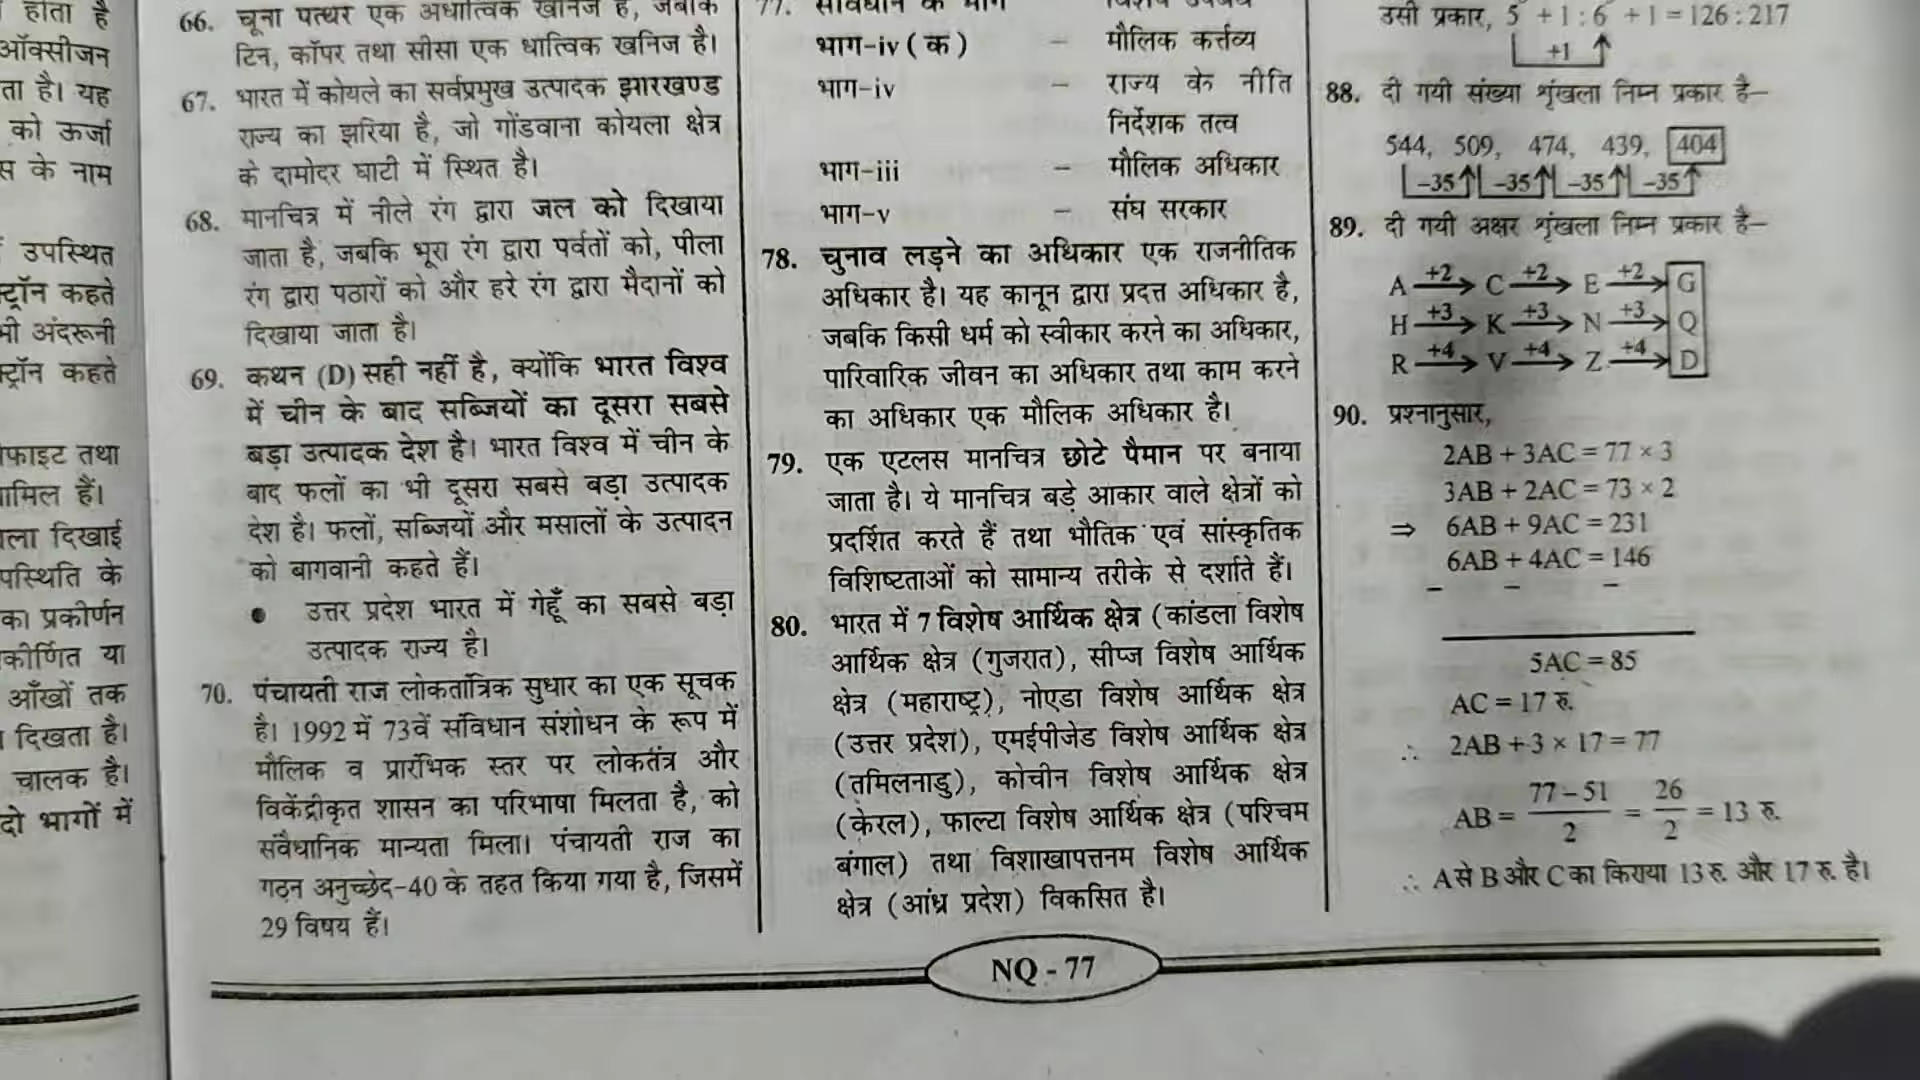 होता है
ऑक्सीजन
ता है। यह
को ऊर्जा
स के नाम
उपस्थित
स्ट्रॉन कहते
मी अंदरूनी
स्ट्रॉन कहते
फाइट तथा
ामिल हैं।
ला दिखाई
पस्थिति के
का प्रकीर्णन
कीर्णित या
आँखों तक
दिखता है।
चालक है।
दो भागों में
66. चूना पत्थर एक अधात्विक खनिज है, जबकि
टिन, कॉपर तथा सीसा एक धात्विक खनिज है।
67. भारत में कोयले का सर्वप्रमुख उत्पादक झारखण्ड
राज्य का झरिया है, जो गोंडवाना कोयला क्षेत्र
के दामोदर घाटी में स्थित है।
68. मानचित्र में नीले रंग द्वारा जल को दिखाया
जाता है, जबकि भूरा रंग द्वारा पर्वतों को, पीला
रंग द्वारा पठारों को और हरे रंग द्वारा मैदानों को
दिखाया जाता है।
69. कथन (D) सही नहीं है, क्योंकि भारत विश्व
में चीन के बाद सब्जियों का दूसरा सबसे
बड़ा उत्पादक देश है। भारत विश्व में चीन के
बाद फलों का भी दूसरा सबसे बड़ा उत्पादक
देश है। फलों, सब्जियों और मसालों के उत्पादन
को बागवानी कहते हैं।
● उत्तर प्रदेश भारत में गेहूँ का सबसे बड़ा
उत्पादक राज्य है।
70. पंचायती राज लोकतांत्रिक सुधार का एक सूचक
है। 1992 में 73वें संविधान संशोधन के रूप में
मौलिक व प्रारंभिक स्तर पर लोकतंत्र और
विकेंद्रीकृत शासन का परिभाषा मिलता है, को
संवैधानिक मान्यता मिला। पंचायती राज का
गठन अनुच्छेद-40 के तहत किया गया है, जिसमें
29 विषय हैं।
77. संविधान के भाग विशेष उपबंध
भाग-iv (क) – मौलिक कर्त्तव्य
भाग-iv – राज्य के नीति
निर्देशक तत्व
भाग-iii – मौलिक अधिकार
भाग-v – संघ सरकार
78. चुनाव लड़ने का अधिकार एक राजनीतिक
अधिकार है। यह कानून द्वारा प्रदत्त अधिकार है,
जबकि किसी धर्म को स्वीकार करने का अधिकार,
पारिवारिक जीवन का अधिकार तथा काम करने
का अधिकार एक मौलिक अधिकार है।
79. एक एटलस मानचित्र छोटे पैमान पर बनाया
जाता है। ये मानचित्र बड़े आकार वाले क्षेत्रों को
प्रदर्शित करते हैं तथा भौतिक एवं सांस्कृतिक
विशिष्टताओं को सामान्य तरीके से दर्शाते हैं।
80. भारत में 7 विशेष आर्थिक क्षेत्र (कांडला विशेष
आर्थिक क्षेत्र (गुजरात), सीप्ज विशेष आर्थिक
क्षेत्र (महाराष्ट्र), नोएडा विशेष आर्थिक क्षेत्र
(उत्तर प्रदेश), एमईपीजेड विशेष आर्थिक क्षेत्र
(तमिलनाडु), कोचीन विशेष आर्थिक क्षेत्र
(केरल), फाल्टा विशेष आर्थिक क्षेत्र (पश्चिम
बंगाल) तथा विशाखापत्तनम विशेष आर्थिक
क्षेत्र (आंध्र प्रदेश) विकसित है।
उसी प्रकार, 5 + 1 : 6 + 1 = 126 : 217
+1
88. दी गयी संख्या शृंखला निम्न प्रकार है–
544, 509, 474, 439, 404
–35 –35 –35 –35
89. दी गयी अक्षर शृंखला निम्न प्रकार है–
A +2 C +2 E +2 G
H +3 K +3 N +3 Q
R +4 V +4 Z +4 D
90. प्रश्नानुसार,
2AB + 3AC = 77 × 3
3AB + 2AC = 73 × 2
⇒ 6AB + 9AC = 231
6AB + 4AC = 146
– – –
5AC = 85
AC = 17 रु.
∴ 2AB + 3 × 17 = 77
AB = (77 – 51)/2 = 26/2 = 13 रु.
∴ A से B और C का किराया 13 रु. और 17 रु. है।
NQ - 77